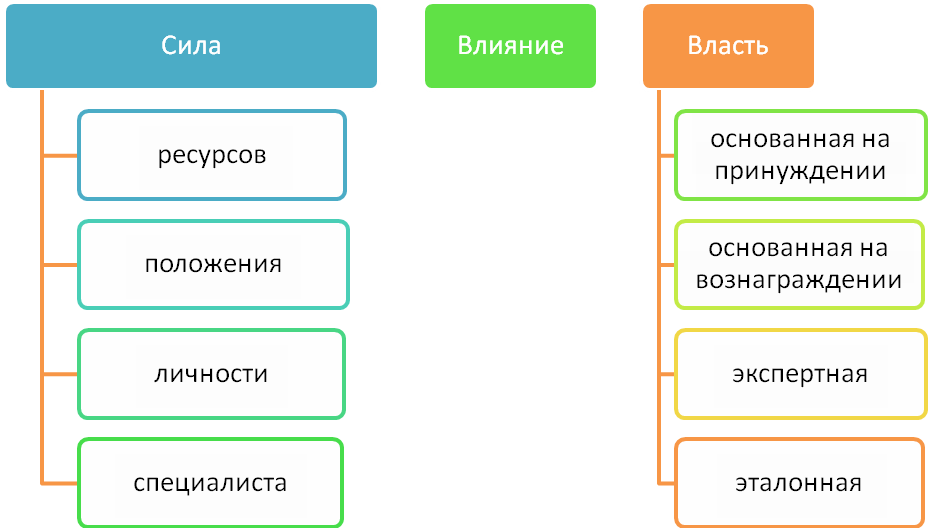 Сила
Влияние
Власть
ресурсов
положения
личности
специалиста
основанная на
принуждении
основанная на
вознаграждении
экспертная
эталонная